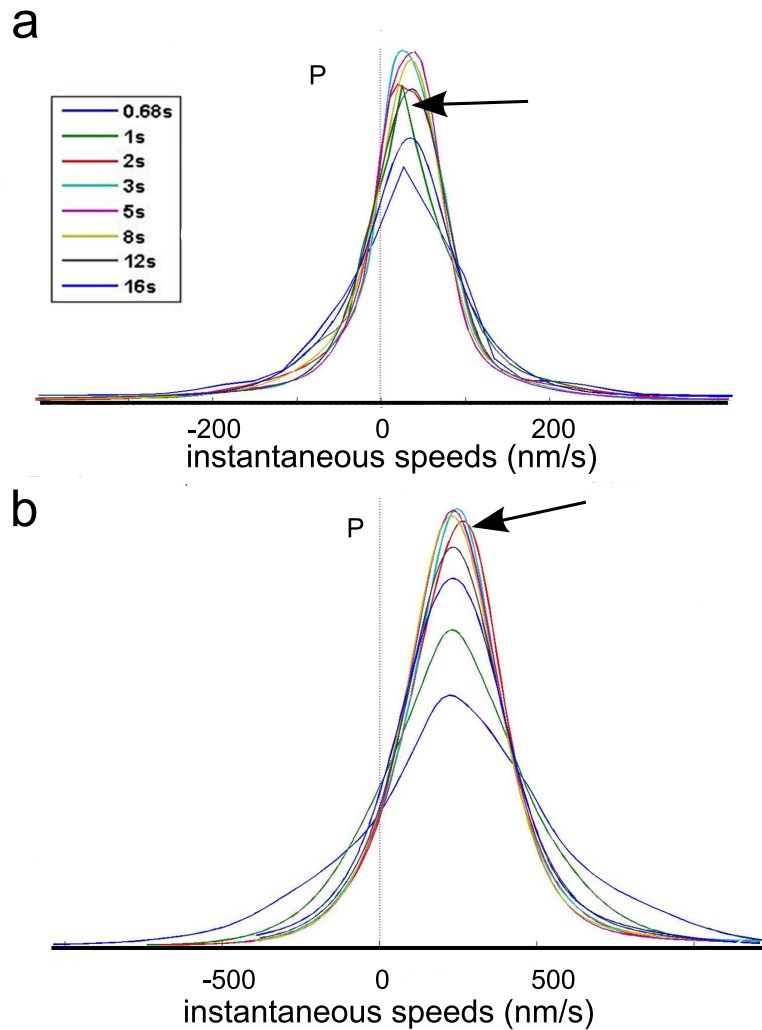 a
P
0.68s
1s
2s
3s
5s
8s
12s
16s
-200 0 200
instantaneous speeds (nm/s)
b
P
-500 0 500
instantaneous speeds (nm/s)